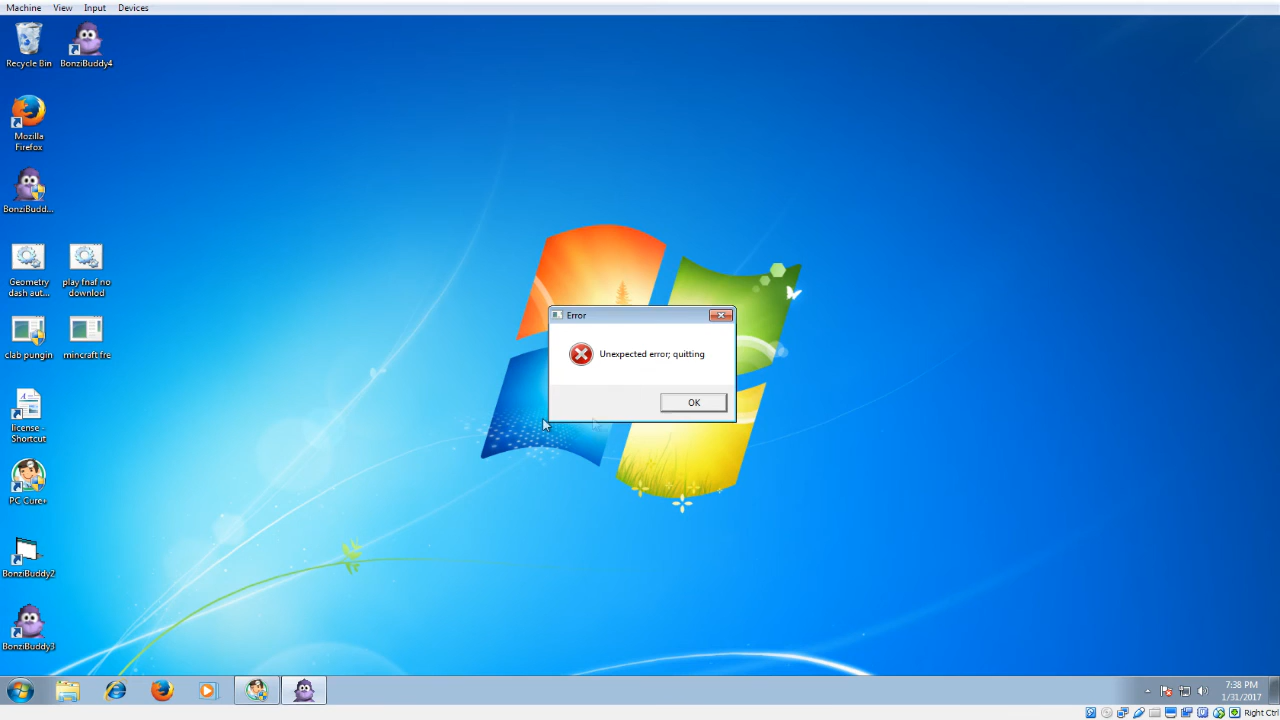 Machine View Input Devices
Recycle Bin
BonziBuddy4
Mozilla
Firefox
BonziBudd...
Geometry
dash aut...
play fnaf no
downlod
clab pungin
mincraft fre
license -
Shortcut
PC Cure+
BonziBuddy2
BonziBuddy3
Error
Unexpected error; quitting
OK
7:38 PM
1/31/2017
Right Ctrl